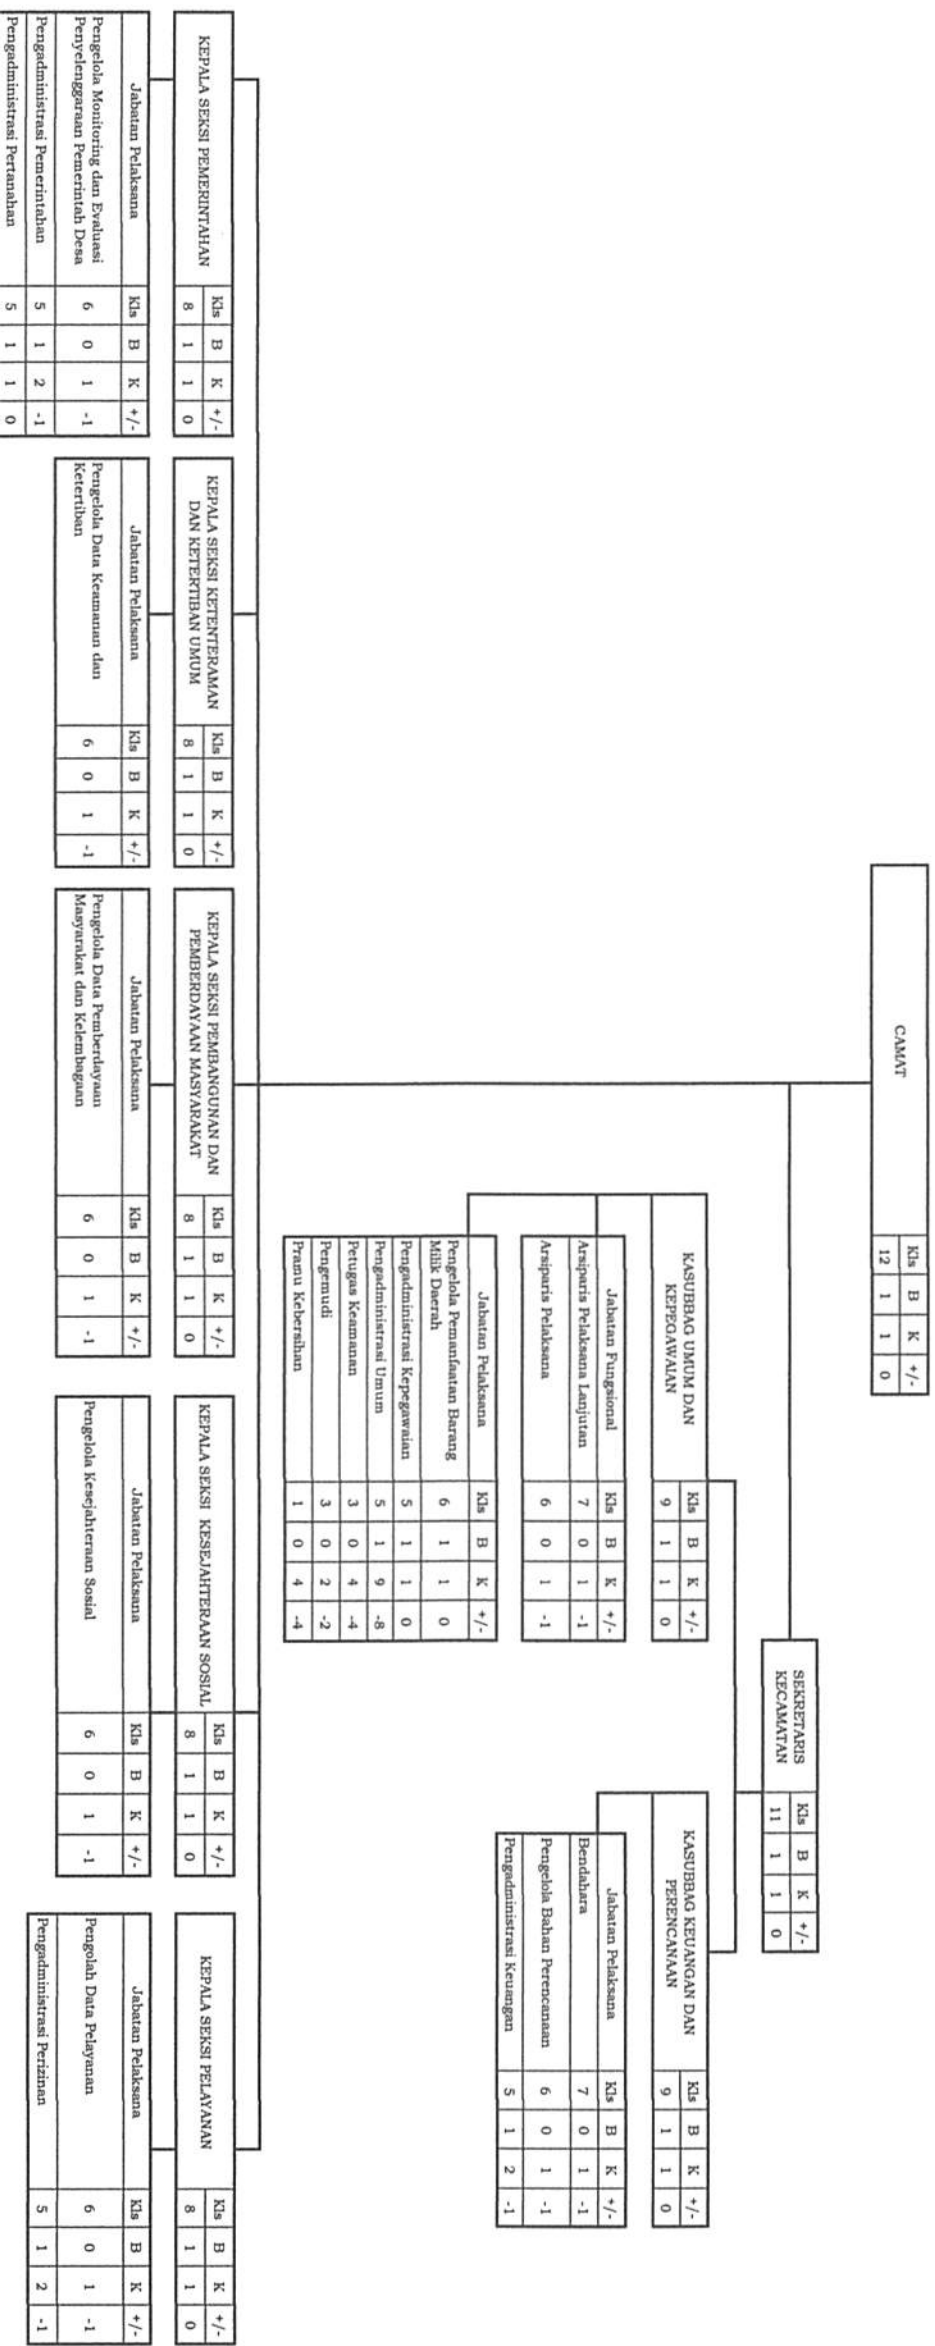 CAMAT Kls B K +/-
12 1 1 0
SEKRETARIS Kls B K +/-
KECAMATAN 11 1 1 0
KASUBBAG UMUM DAN Kls B K +/-
KEPEGAWAIAN 9 1 1 0
Jabatan Fungsional Kls B K +/-
Arsiparis Pelaksana Lanjutan 7 0 1 -1
Arsiparis Pelaksana 6 0 1 -1
Jabatan Pelaksana Kls B K +/-
Pengelola Pemanfaatan Barang
Milik Daerah 6 1 1 0
Pengadministrasi Kepegawaian 5 1 1 0
Pengadministrasi Umum 5 1 9 -8
Petugas Keamanan 3 0 4 -4
Pengemudi 3 0 2 -2
Pramu Kebersihan 1 0 4 -4
KASUBBAG KEUANGAN DAN Kls B K +/-
PERENCANAAN 9 1 1 0
Jabatan Pelaksana Kls B K +/-
Bendahara 7 0 1 -1
Pengelola Bahan Perencanaan 6 0 1 -1
Pengadministrasi Keuangan 5 1 2 -1
KEPALA SEKSI PEMERINTAHAN Kls B K +/-
8 1 1 0
Jabatan Pelaksana Kls B K +/-
Pengelola Monitoring dan Evaluasi
Penyelenggaraan Pemerintah Desa 6 0 1 -1
Pengadministrasi Pemerintahan 5 1 2 -1
Pengadministrasi Pertanahan 5 1 1 0
KEPALA SEKSI KETENTERAMAN Kls B K +/-
DAN KETERTIBAN UMUM 8 1 1 0
Jabatan Pelaksana Kls B K +/-
Pengelola Data Keamanan dan
Ketertiban 6 0 1 -1
KEPALA SEKSI PEMBANGUNAN DAN Kls B K +/-
PEMBERDAYAAN MASYARAKAT 8 1 1 0
Jabatan Pelaksana Kls B K +/-
Pengelola Data Pemberdayaan
Masyarakat dan Kelembagaan 6 0 1 -1
KEPALA SEKSI KESEJAHTERAAN SOSIAL Kls B K +/-
8 1 1 0
Jabatan Pelaksana Kls B K +/-
Pengelola Kesejahteraan Sosial 6 0 1 -1
KEPALA SEKSI PELAYANAN Kls B K +/-
8 1 1 0
Jabatan Pelaksana Kls B K +/-
Pengolah Data Pelayanan 6 0 1 -1
Pengadministrasi Perizinan 5 1 2 -1